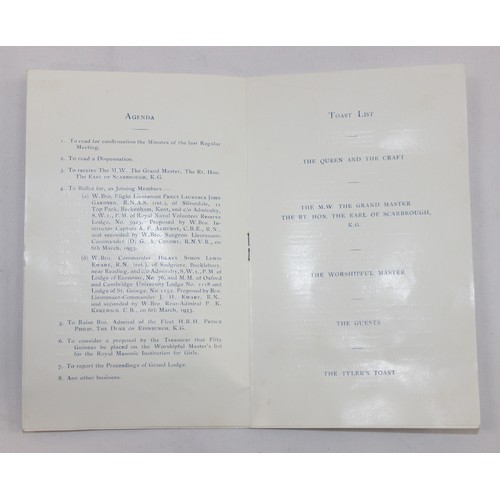 AGENDA
1. To read for confirmation the Minutes of the last Regular
Meeting.
2. To read a Dispensation.
3. To receive The M.W. The Grand Master, The Rt. Hon.
The EARL OF SCARBROUGH, K.G.
4. To Ballot for, as Joining Members:—
(a) W.Bro. Flight-Lieutenant PERCY LAURENCE JOHN
GARDNER, R.N.A.S. (ret.), of Silverdale, 11
Top Park, Beckenham, Kent, and c/o Admiralty,
S.W.1, P.M. of Royal Naval Volunteer Reserve
Lodge, No. Proposed by W.Bro. In-
structor Captain A. E. C.B.E., R.N., and
seconded by W.Bro. Surgeon Lieutenant-
Commander (D) G. A. R.N.V.R., on
6th March, 1953.
(b) W.Bro. Commander HILARY SIMON LEWIS
KWARF, R.N. (ret.), of Sindgrove, Bucklebury,
near Reading, and c/o Admiralty, S.W.1, P.M. of
Lodge of Economy, No. 76, and M.M. of Oxford
and Cambridge University Lodge No. 1118 and
Lodge of St. George, No. 1152. Proposed by Bro.
Lieutenant-Commander J. H. KWARF, R.N., and
seconded by W.Bro. Rear-Admiral P. K.
C.B., on 6th March, 1953.
5. To Raise Bro. Admiral of the Fleet H.R.H. PRINCE
PHILIP, THE DUKE OF EDINBURGH, K.G.
6. To consider a proposal by the Treasurer that Fifty
Guineas be placed on the Worshipful Master's
list for the Royal Masonic Institution for Girls.
7. To report the Proceedings of Grand Lodge.
8. Any other business.
TOAST LIST
THE QUEEN AND THE CRAFT
THE M.W. THE GRAND MASTER
THE RT. HON. THE EARL OF SCARBROUGH,
K.G.
THE WORSHIPFUL MASTER
THE GUESTS
THE TYLER'S TOAST